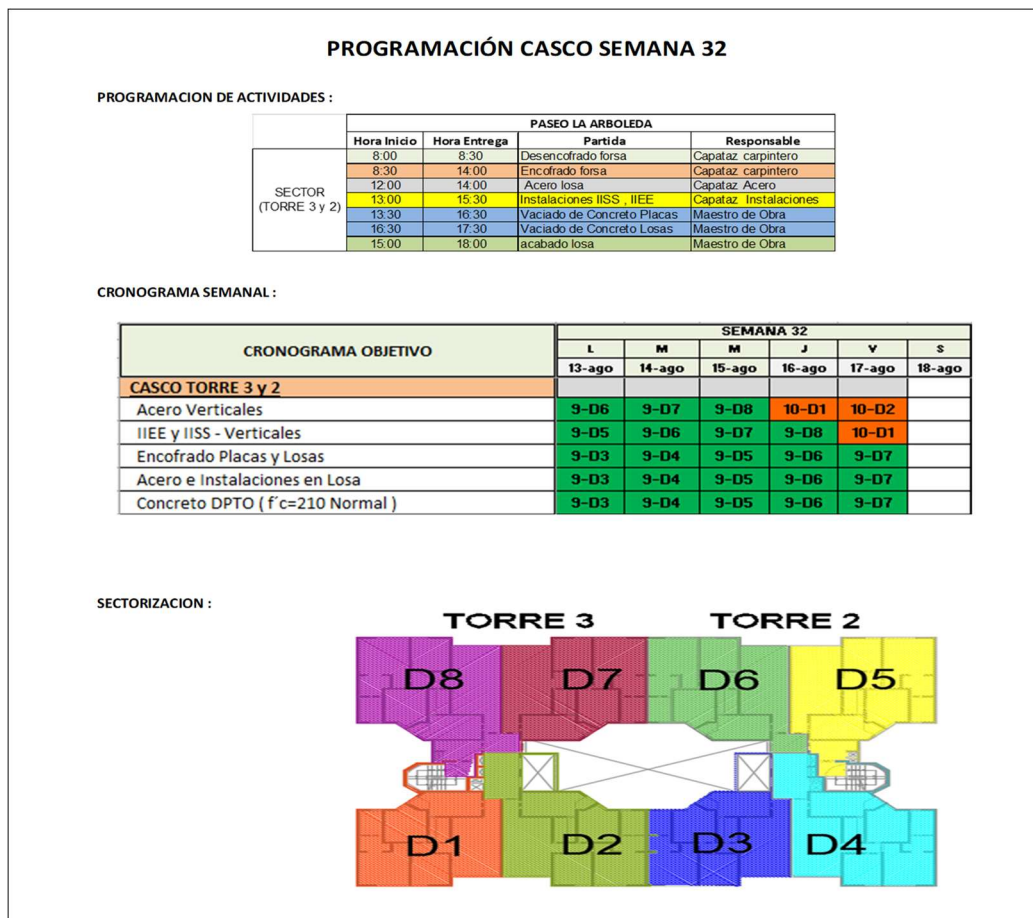 PROGRAMACIÓN CASCO SEMANA 32
PROGRAMACION DE ACTIVIDADES :
PASEO LA ARBOLEDA
Hora Inicio Hora Entrega Partida Responsable
SECTOR
(TORRE 3 y 2)
8:00 8:30 Desencofrado forsa Capataz carpintero
8:30 14:00 Encofrado forsa Capataz carpintero
12:00 14:00 Acero losa Capataz Acero
13:00 15:30 Instalaciones IISS , IIEE Capataz Instalaciones
13:30 16:30 Vaciado de Concreto Placas Maestro de Obra
16:30 17:30 Vaciado de Concreto Losas Maestro de Obra
15:00 18:00 acabado losa Maestro de Obra
CRONOGRAMA SEMANAL :
CRONOGRAMA OBJETIVO
SEMANA 32
L M M J V S
13-ago 14-ago 15-ago 16-ago 17-ago 18-ago
CASCO TORRE 3 y 2
Acero Verticales 9-D6 9-D7 9-D8 10-D1 10-D2
IIEE y IISS - Verticales 9-D5 9-D6 9-D7 9-D8 10-D1
Encofrado Placas y Losas 9-D3 9-D4 9-D5 9-D6 9-D7
Acero e Instalaciones en Losa 9-D3 9-D4 9-D5 9-D6 9-D7
Concreto DPTO ( f´c=210 Normal ) 9-D3 9-D4 9-D5 9-D6 9-D7
SECTORIZACION :
TORRE 3 TORRE 2
D8 D7 D6 D5
D1 D2 D3 D4